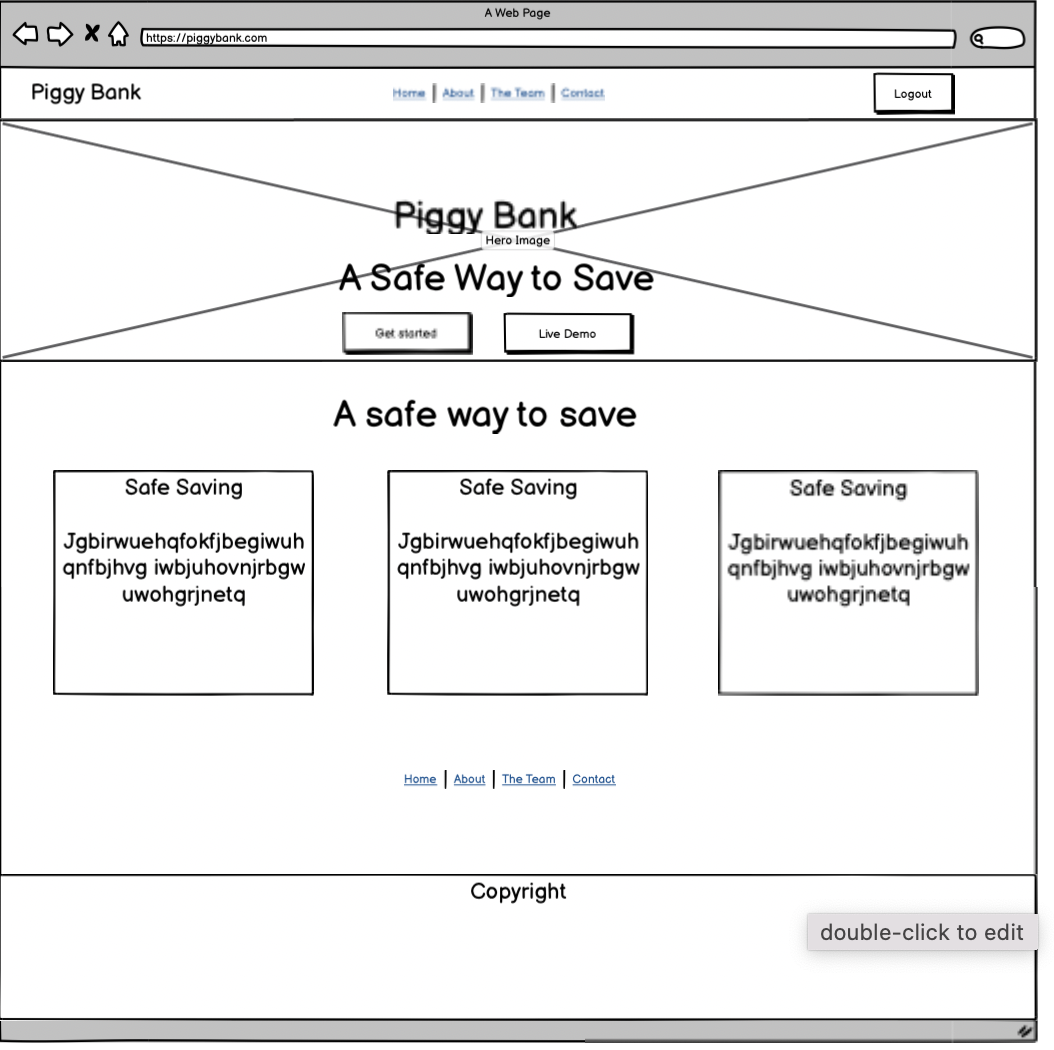 A Web Page
https://piggybank.com
Piggy Bank
Home | About | The Team | Contact
Logout
Piggy Bank
Hero Image
A Safe Way to Save
Get started
Live Demo
A safe way to save
Safe Saving
Jgbirwuehqfokfjbegiwuh
qnfbjhvg iwbjuhovnjrbgw
uwohgrjnetq
Safe Saving
Jgbirwuehqfokfjbegiwuh
qnfbjhvg iwbjuhovnjrbgw
uwohgrjnetq
Safe Saving
Jgbirwuehqfokfjbegiwuh
qnfbjhvg iwbjuhovnjrbgw
uwohgrjnetq
Home | About | The Team | Contact
Copyright
double-click to edit